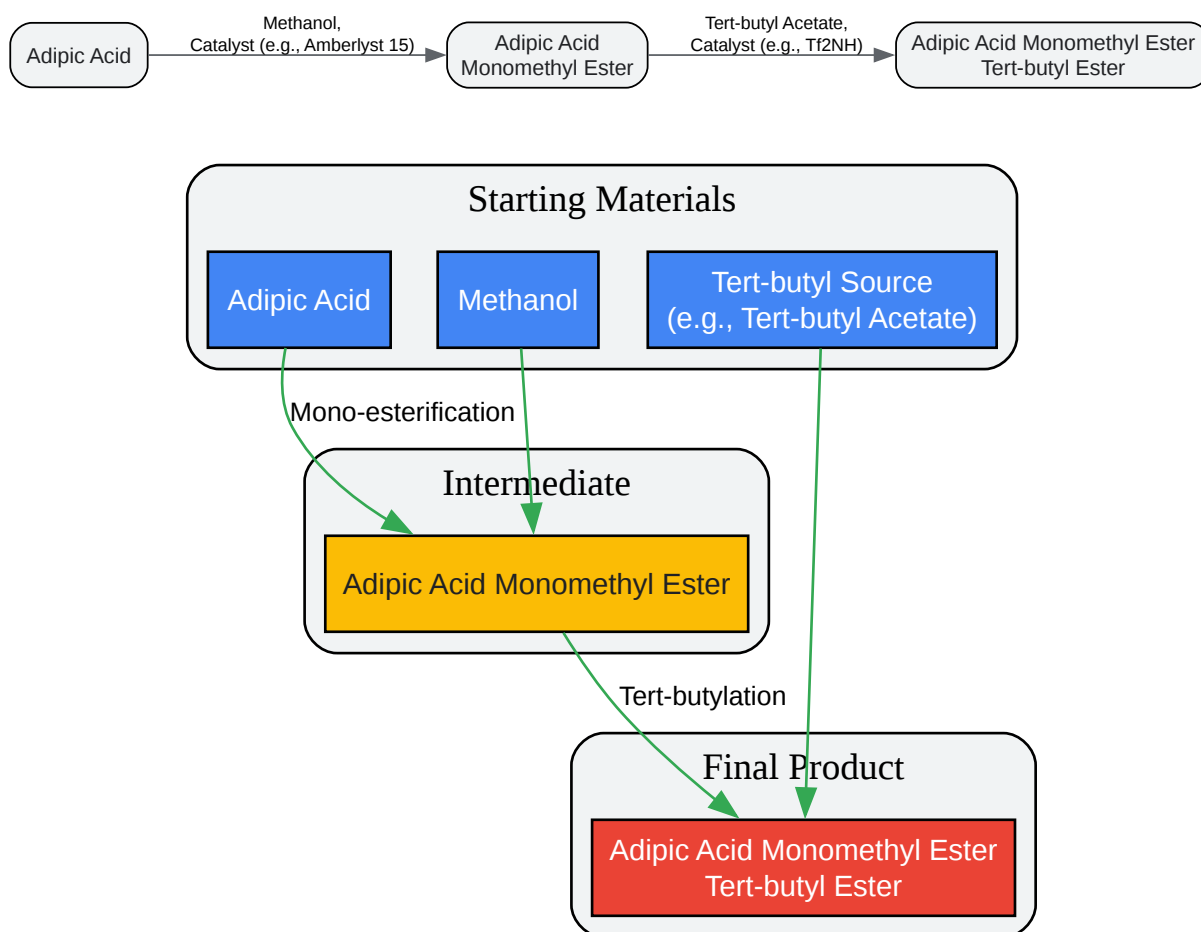 Methanol,
Catalyst (e.g., Amberlyst 15)
Tert-butyl Acetate,
Catalyst (e.g., Tf2NH)
Adipic Acid
Adipic Acid
Monomethyl Ester
Adipic Acid Monomethyl Ester
Tert-butyl Ester
Starting Materials
Adipic Acid
Methanol
Tert-butyl Source
(e.g., Tert-butyl Acetate)
Mono-esterification
Intermediate
Adipic Acid Monomethyl Ester
Tert-butylation
Final Product
Adipic Acid Monomethyl Ester
Tert-butyl Ester